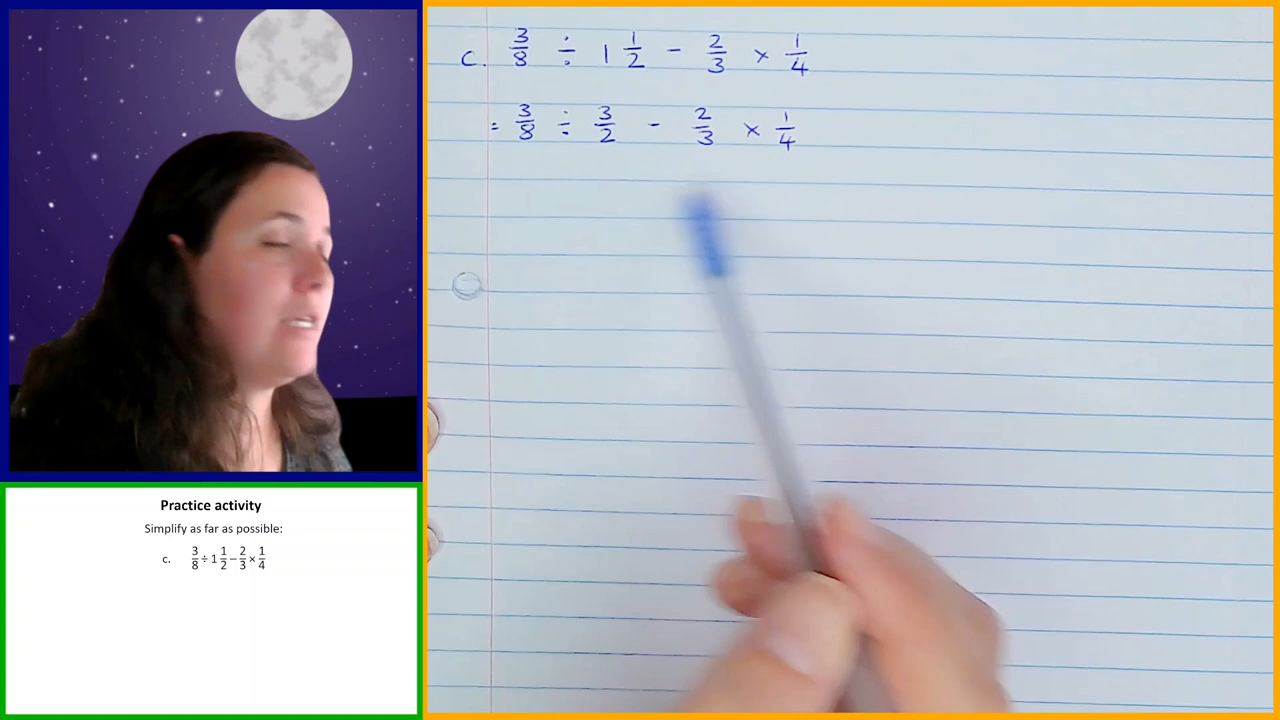 c. 3/8 ÷ 1 1/2 - 2/3 × 1/4
= 3/8 ÷ 3/2 - 2/3 × 1/4
Practice activity
Simplify as far as possible:
c. 3/8 ÷ 1 1/2 − 2/3 × 1/4